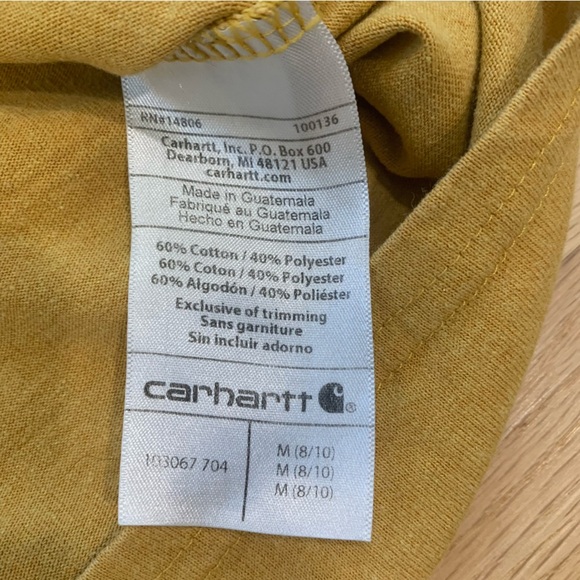 RN#14806 100136
Carhartt, Inc. P.O. Box 600
Dearborn, MI 48121 USA
carhartt.com
Made in Guatemala
Fabriqué au Guatemala
Hecho en Guatemala
60% Cotton / 40% Polyester
60% Coton / 40% Polyester
60% Algodón / 40% Poliéster
Exclusive of trimming
Sans garniture
Sin incluir adorno
carhartt ®
103067 704
M (8/10)
M (8/10)
M (8/10)